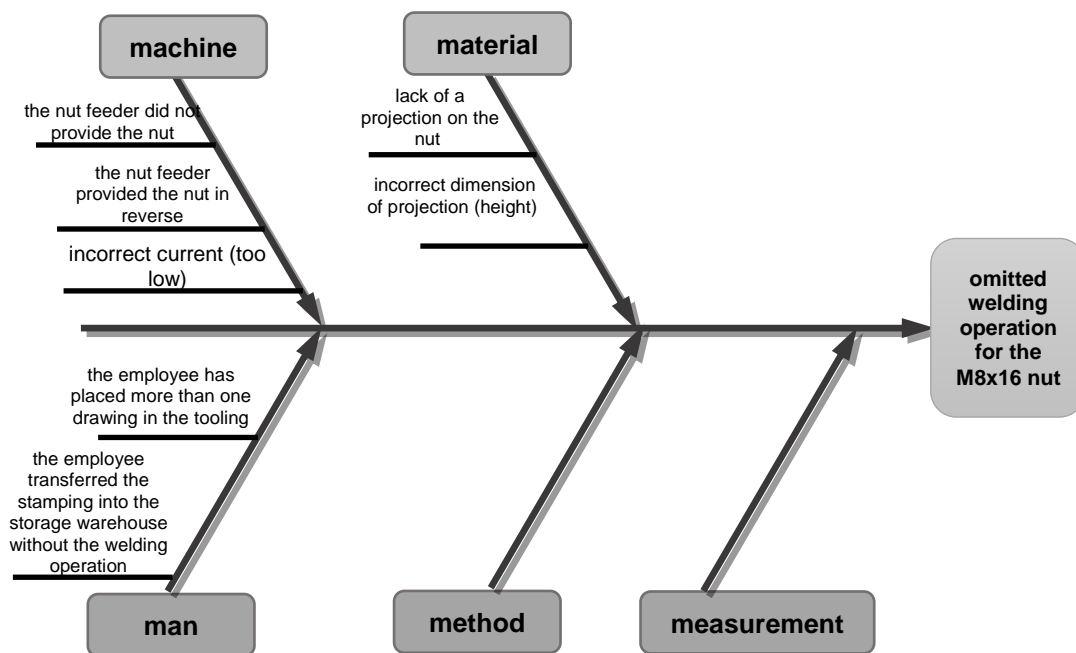 machine
material
the nut feeder did not
provide the nut
the nut feeder
provided the nut in
reverse
incorrect current (too
low)
lack of a
projection on the
nut
incorrect dimension
of projection (height)
omitted
welding
operation
for the
M8x16 nut
the employee has
placed more than one
drawing in the tooling
the employee
transferred the
stamping into the
storage warehouse
without the welding
operation
man
method
measurement